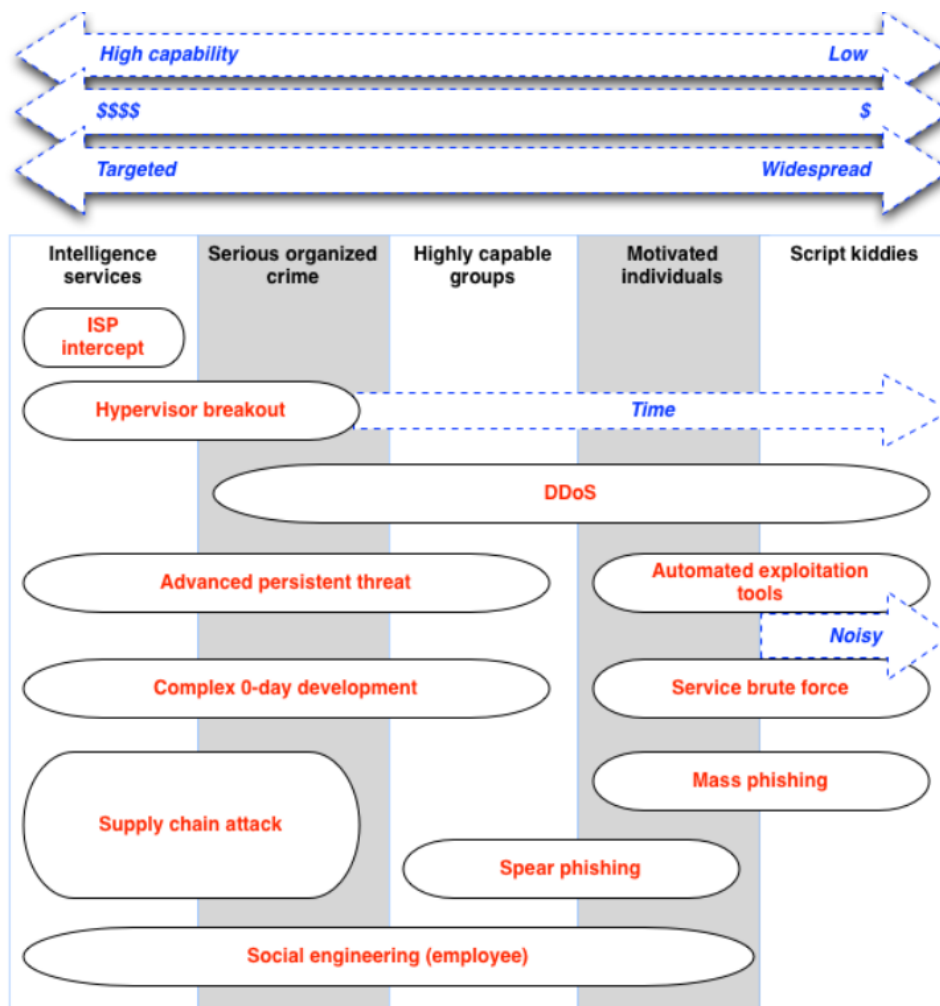 High capability Low
$$$$ $
Targeted Widespread
Intelligence services
Serious organized crime
Highly capable groups
Motivated individuals
Script kiddies
ISP
intercept
Hypervisor breakout
Time
DDoS
Advanced persistent threat
Automated exploitation
tools
Noisy
Complex 0-day development
Service brute force
Mass phishing
Supply chain attack
Spear phishing
Social engineering (employee)